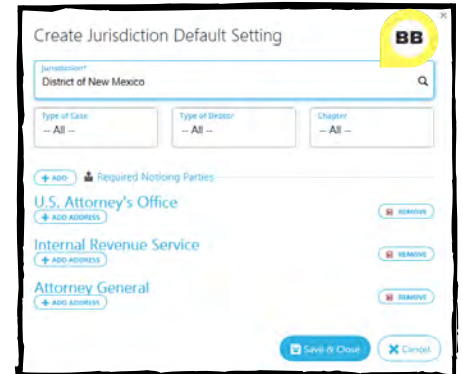 Create Jurisdiction Default Setting
BB
×
Jurisdiction*
District of New Mexico
Type of Case
-- All --
Type of Debtor
-- All --
Chapter
-- All --
+ ADD
Required Noticing Parties
U.S. Attorney's Office
+ ADD ADDRESS
REMOVE
Internal Revenue Service
+ ADD ADDRESS
REMOVE
Attorney General
+ ADD ADDRESS
REMOVE
Save & Close
Cancel